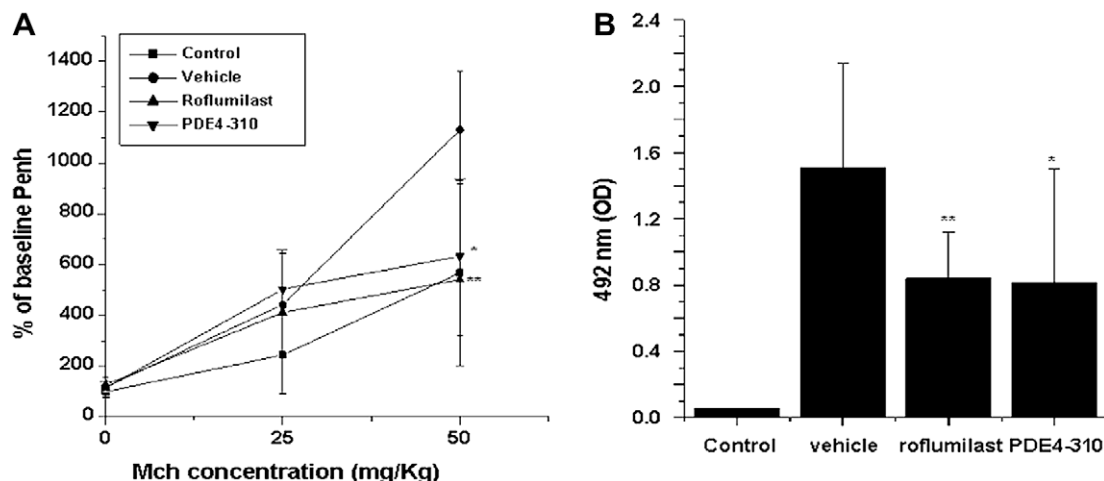 A
1400
1200
1000
800
600
400
200
0
% of baseline Penh
Control
Vehicle
Roflumilast
PDE4-310
*
**
0
25
50
Mch concentration (mg/Kg)
B
2.4
2.0
1.6
1.2
0.8
0.4
0.0
492 nm (OD)
**
*
Control vehicle roflumilast PDE4-310